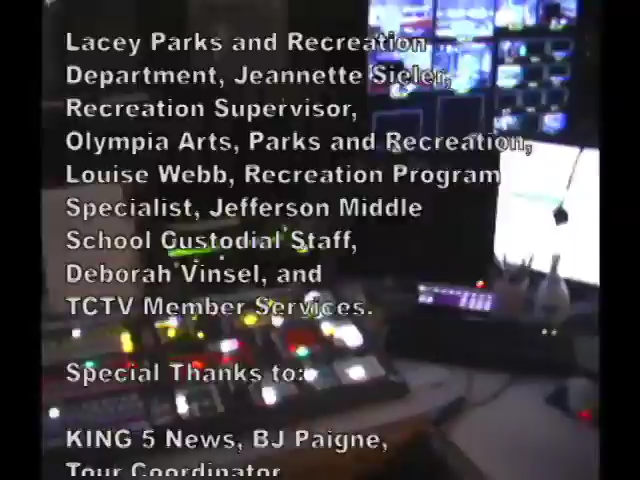 Lacey Parks and Recreation
Department, Jeannette Sieler,
Recreation Supervisor,
Olympia Arts, Parks and Recreation,
Louise Webb, Recreation Program
Specialist, Jefferson Middle
School Custodial Staff,
Deborah Vinsel, and
TCTV Member Services.
Special Thanks to:
KING 5 News, BJ Paigne,
Tour Coordinator